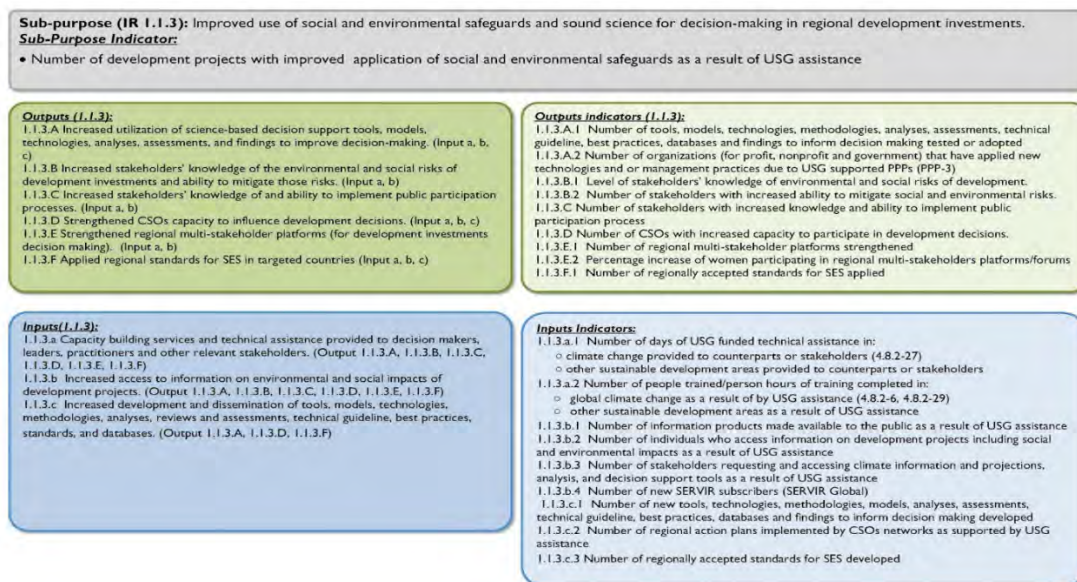 Sub-purpose (IR 1.1.3): Improved use of social and environmental safeguards and sound science for decision-making in regional development investments.
Sub-Purpose Indicator:
• Number of development projects with improved application of social and environmental safeguards as a result of USG assistance
Outputs (1.1.3):
1.1.3.A Increased utilization of science-based decision support tools, models,
technologies, analyses, assessments, and findings to improve decision-making. (Input a, b,
c)
1.1.3.B Increased stakeholders' knowledge of the environmental and social risks of
development investments and ability to mitigate those risks. (Input a, b)
1.1.3.C Increased stakeholders' knowledge of and ability to implement public participation
processes. (Input a, b)
1.1.3.D Strengthened CSOs capacity to influence development decisions. (Input a, b, c)
1.1.3.E Strengthened regional multi-stakeholder platforms (for development investments
decision making). (Input a, b)
1.1.3.F Applied regional standards for SES in targeted countries (Input a, b, c)
Outputs indicators (1.1.3):
1.1.3.A.1 Number of tools, models, technologies, methodologies, analyses, assessments, technical
guideline, best practices, databases and findings to inform decision making tested or adopted
1.1.3.A.2 Number of organizations (for profit, nonprofit and government) that have applied new
technologies and or management practices due to USG supported PPPs (PPP-3)
1.1.3.B.1 Level of stakeholders' knowledge of environmental and social risks of development.
1.1.3.B.2 Number of stakeholders with increased ability to mitigate social and environmental risks.
1.1.3.C Number of stakeholders with increased knowledge and ability to implement public
participation process
1.1.3.D Number of CSOs with increased capacity to participate in development decisions.
1.1.3.E.1 Number of regional multi-stakeholder platforms strengthened
1.1.3.E.2 Percentage increase of women participating in regional multi-stakeholders platforms/forums
1.1.3.F.1 Number of regionally accepted standards for SES applied
Inputs(1.1.3):
1.1.3.a Capacity building services and technical assistance provided to decision makers,
leaders, practitioners and other relevant stakeholders. (Output 1.1.3.A, 1.1.3.B, 1.1.3.C,
1.1.3.D, 1.1.3.E, 1.1.3.F)
1.1.3.b Increased access to information on environmental and social impacts of
development projects. (Output 1.1.3.A, 1.1.3.B, 1.1.3.C, 1.1.3.D, 1.1.3.E, 1.1.3.F)
1.1.3.c Increased development and dissemination of tools, models, technologies,
methodologies, analyses, reviews and assessments, technical guideline, best practices,
standards, and databases. (Output 1.1.3.A, 1.1.3.D, 1.1.3.F)
Inputs Indicators:
1.1.3.a.1 Number of days of USG funded technical assistance in:
○ climate change provided to counterparts or stakeholders (4.8.2-27)
○ other sustainable development areas provided to counterparts or stakeholders
1.1.3.a.2 Number of people trained/person hours of training completed in:
○ global climate change as a result of by USG assistance (4.8.2-6, 4.8.2-29)
○ other sustainable development areas as a result of USG assistance
1.1.3.b.1 Number of information products made available to the public as a result of USG assistance
1.1.3.b.2 Number of individuals who access information on development projects including social
and environmental impacts as a result of USG assistance
1.1.3.b.3 Number of stakeholders requesting and accessing climate information and projections,
analysis, and decision support tools as a result of USG assistance
1.1.3.b.4 Number of new SERVIR subscribers (SERVIR Global)
1.1.3.c.1 Number of new tools, technologies, methodologies, models, analyses, assessments,
technical guideline, best practices, databases and findings to inform decision making developed
1.1.3.c.2 Number of regional action plans implemented by CSOs networks as supported by USG
assistance
1.1.3.c.3 Number of regionally accepted standards for SES developed